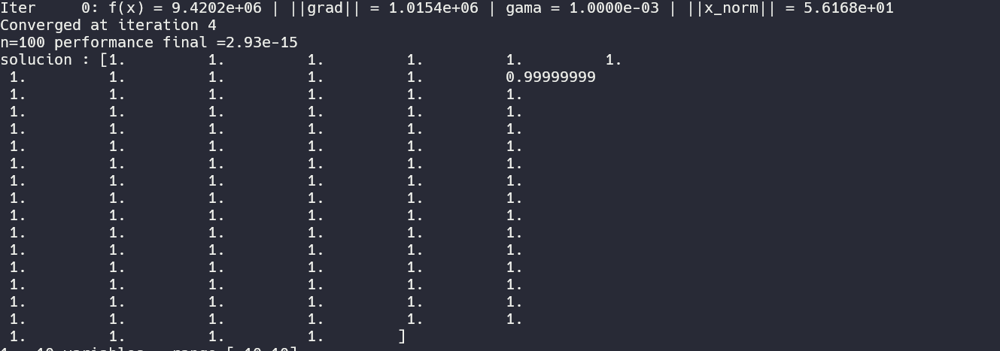 Iter     0: f(x) = 9.4202e+06 | ||grad|| = 1.0154e+06 | gama = 1.0000e-03 | ||x_norm|| = 5.6168e+01
Converged at iteration 4
n=100 performance final =2.93e-15
solucion : [1.         1.         1.         1.         1.         1.
 1.         1.         1.         1.         1.         0.99999999
 1.         1.         1.         1.         1.         1.
 1.         1.         1.         1.         1.         1.
 1.         1.         1.         1.         1.         1.
 1.         1.         1.         1.         1.         1.
 1.         1.         1.         1.         1.         1.
 1.         1.         1.         1.         1.         1.
 1.         1.         1.         1.         1.         1.
 1.         1.         1.         1.         1.         1.
 1.         1.         1.         1.         1.         1.
 1.         1.         1.         1.         1.         1.
 1.         1.         1.         1.         1.         1.
 1.         1.         1.         1.         1.         1.
 1.         1.         1.         1.         1.         1.
 1.         1.         1.         1.         1.         1.
 1.         1.         1.         1.        ]